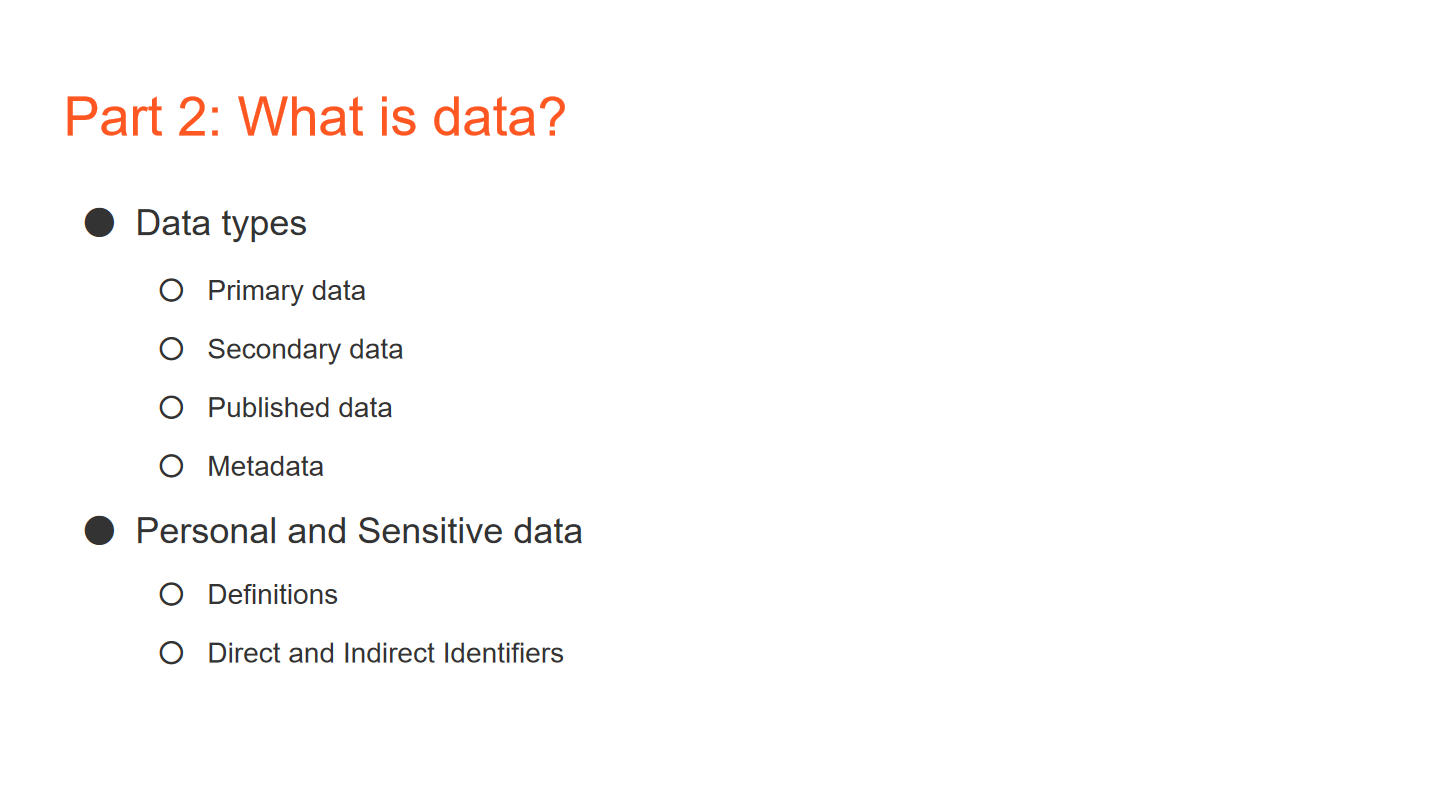 Part 2: What is data?
● Data types
○ Primary data
○ Secondary data
○ Published data
○ Metadata
● Personal and Sensitive data
○ Definitions
○ Direct and Indirect Identifiers